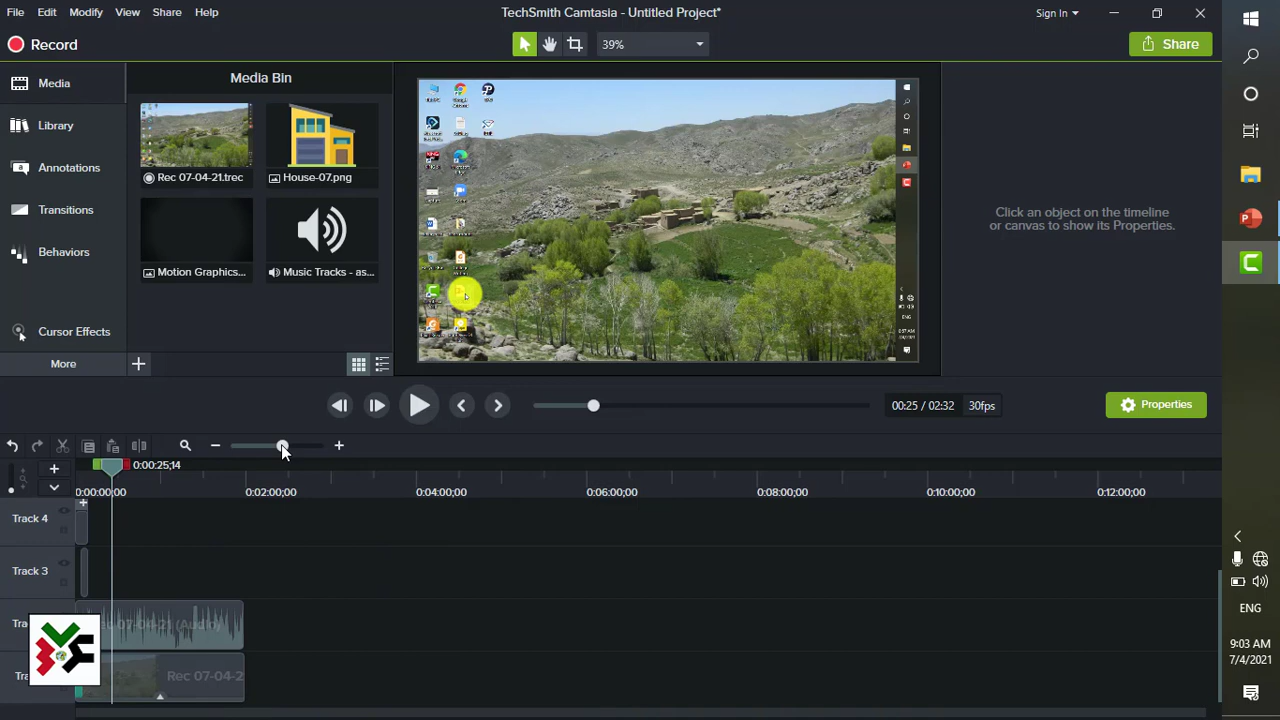 File Edit Modify View Share Help
TechSmith Camtasia - Untitled Project*
Sign In
Record
39%
Share
Media
Library
Annotations
Transitions
Behaviors
Cursor Effects
More
Media Bin
Rec 07-04-21.trec
House-07.png
Motion Graphics...
Music Tracks - as...
Click an object on the timeline
or canvas to show its Properties.
00:25 / 02:32
30fps
Properties
0:00:25;14
0:00:00;00
0:02:00;00
0:04:00;00
0:06:00;00
0:08:00;00
0:10:00;00
0:12:00;00
Track 4
Track 3
Rec 07-04-21 (Audio)
Rec 07-04-2
ENG
9:03 AM
7/4/2021